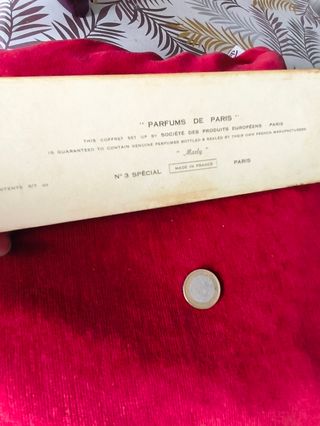 " PARFUMS DE PARIS "
THIS COFFRET SET UP BY SOCIÉTÉ DES PRODUITS EUROPÉENS PARIS
IS GUARANTEED TO CONTAIN GENUINE PERFUMES BOTTLED & SEALED BY THEIR OWN FRENCH MANUFACTURERS
" Marly "
N° 3 SPÉCIAL MADE IN FRANCE PARIS